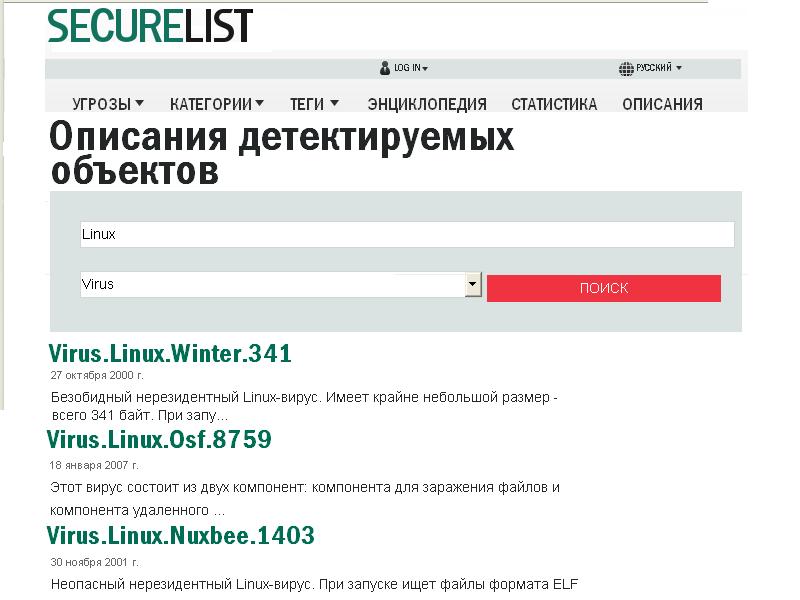 SECURELIST
LOG IN
РУССКИЙ
УГРОЗЫ КАТЕГОРИИ ТЕГИ ЭНЦИКЛОПЕДИЯ СТАТИСТИКА ОПИСАНИЯ
Описания детектируемых
объектов
Linux
Virus
ПОИСК
Virus.Linux.Winter.341
27 октября 2000 г.
Безобидный нерезидентный Linux-вирус. Имеет крайне небольшой размер -
всего 341 байт. При запу...
Virus.Linux.Osf.8759
18 января 2007 г.
Этот вирус состоит из двух компонент: компонента для заражения файлов и
компонента удаленного ...
Virus.Linux.Nuxbee.1403
30 ноября 2001 г.
Неопасный нерезидентный Linux-вирус. При запуске ищет файлы формата ELF